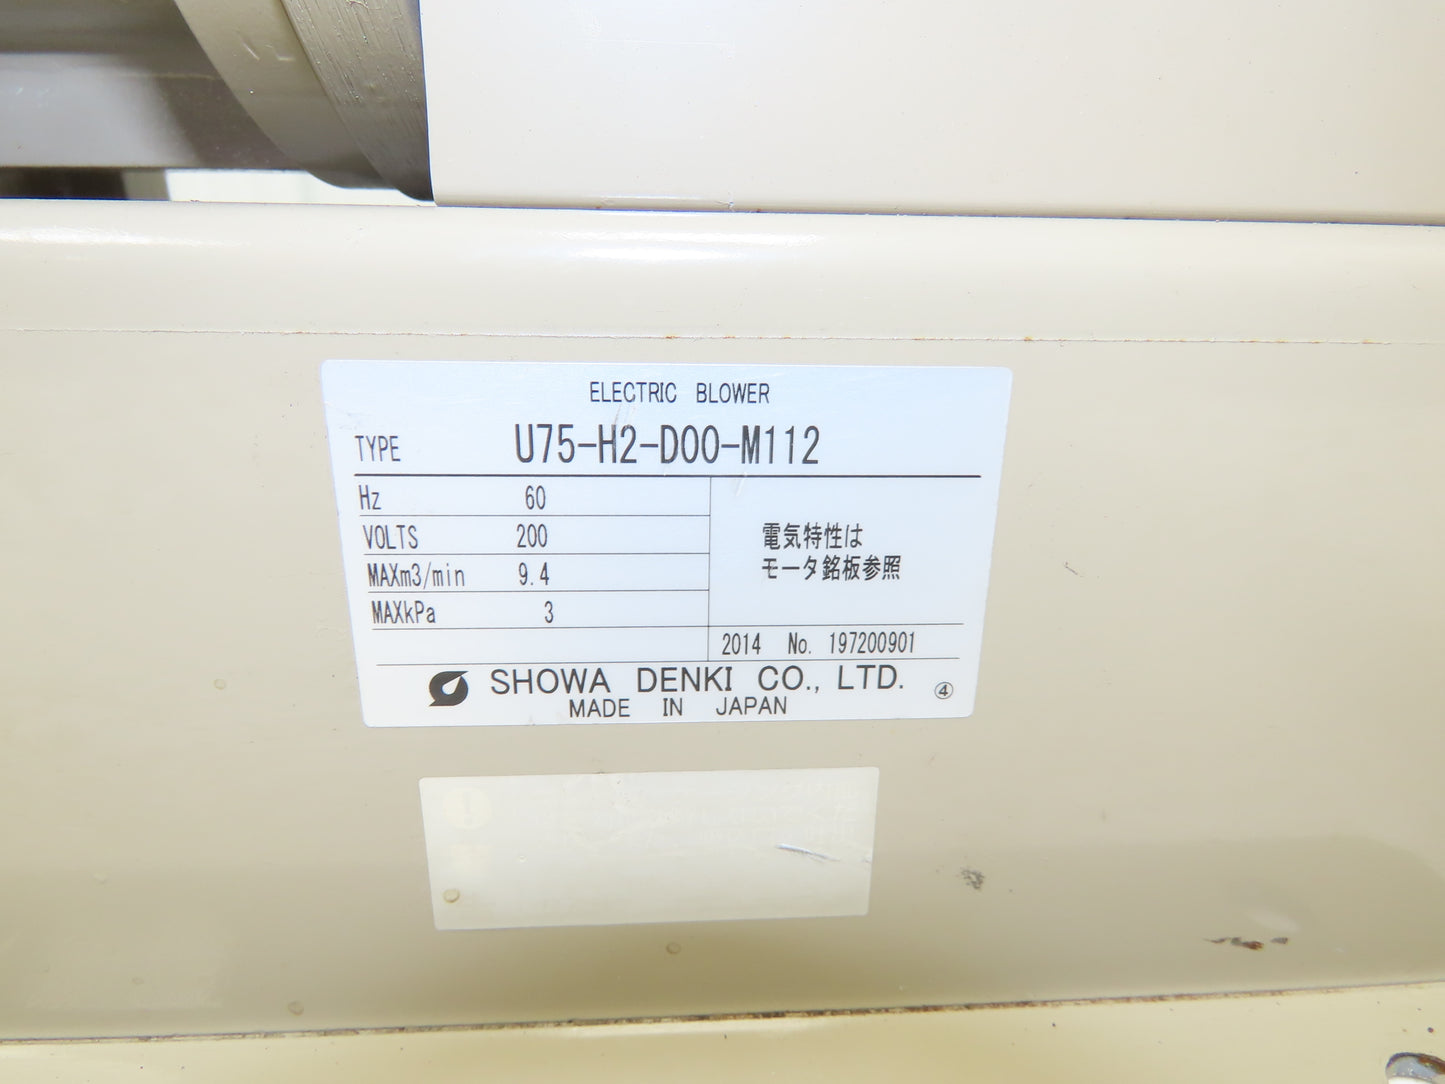 ELECTRIC BLOWER
TYPE U75-H2-D00-M112
Hz 60
VOLTS 200
MAXm3/min 9.4
MAXkPa 3
電気特性は
モータ銘板参照
2014 No. 197200901
SHOWA DENKI CO., LTD. ④
MADE IN JAPAN